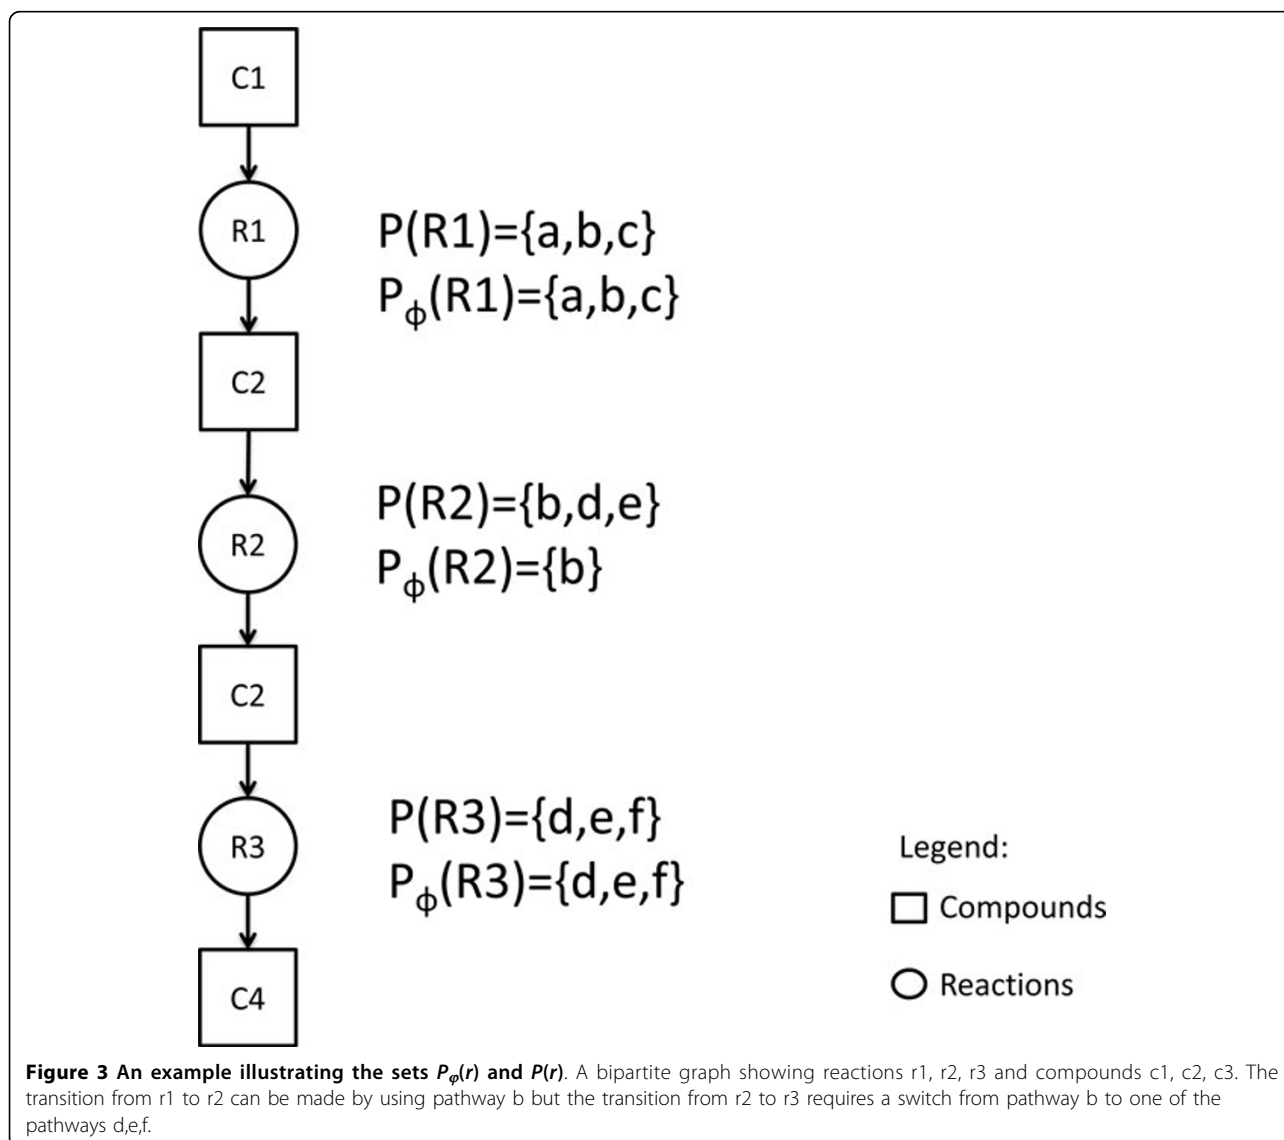 C1
R1
P(R1)={a,b,c}
Pϕ(R1)={a,b,c}
C2
P(R2)={b,d,e}
R2
Pϕ(R2)={b}
C2
P(R3)={d,e,f}
R3
Pϕ(R3)={d,e,f}
C4
Legend:
Compounds
Reactions
Figure 3 An example illustrating the sets Pφ(r) and P(r). A bipartite graph showing reactions r1, r2, r3 and compounds c1, c2, c3. The
transition from r1 to r2 can be made by using pathway b but the transition from r2 to r3 requires a switch from pathway b to one of the
pathways d,e,f.